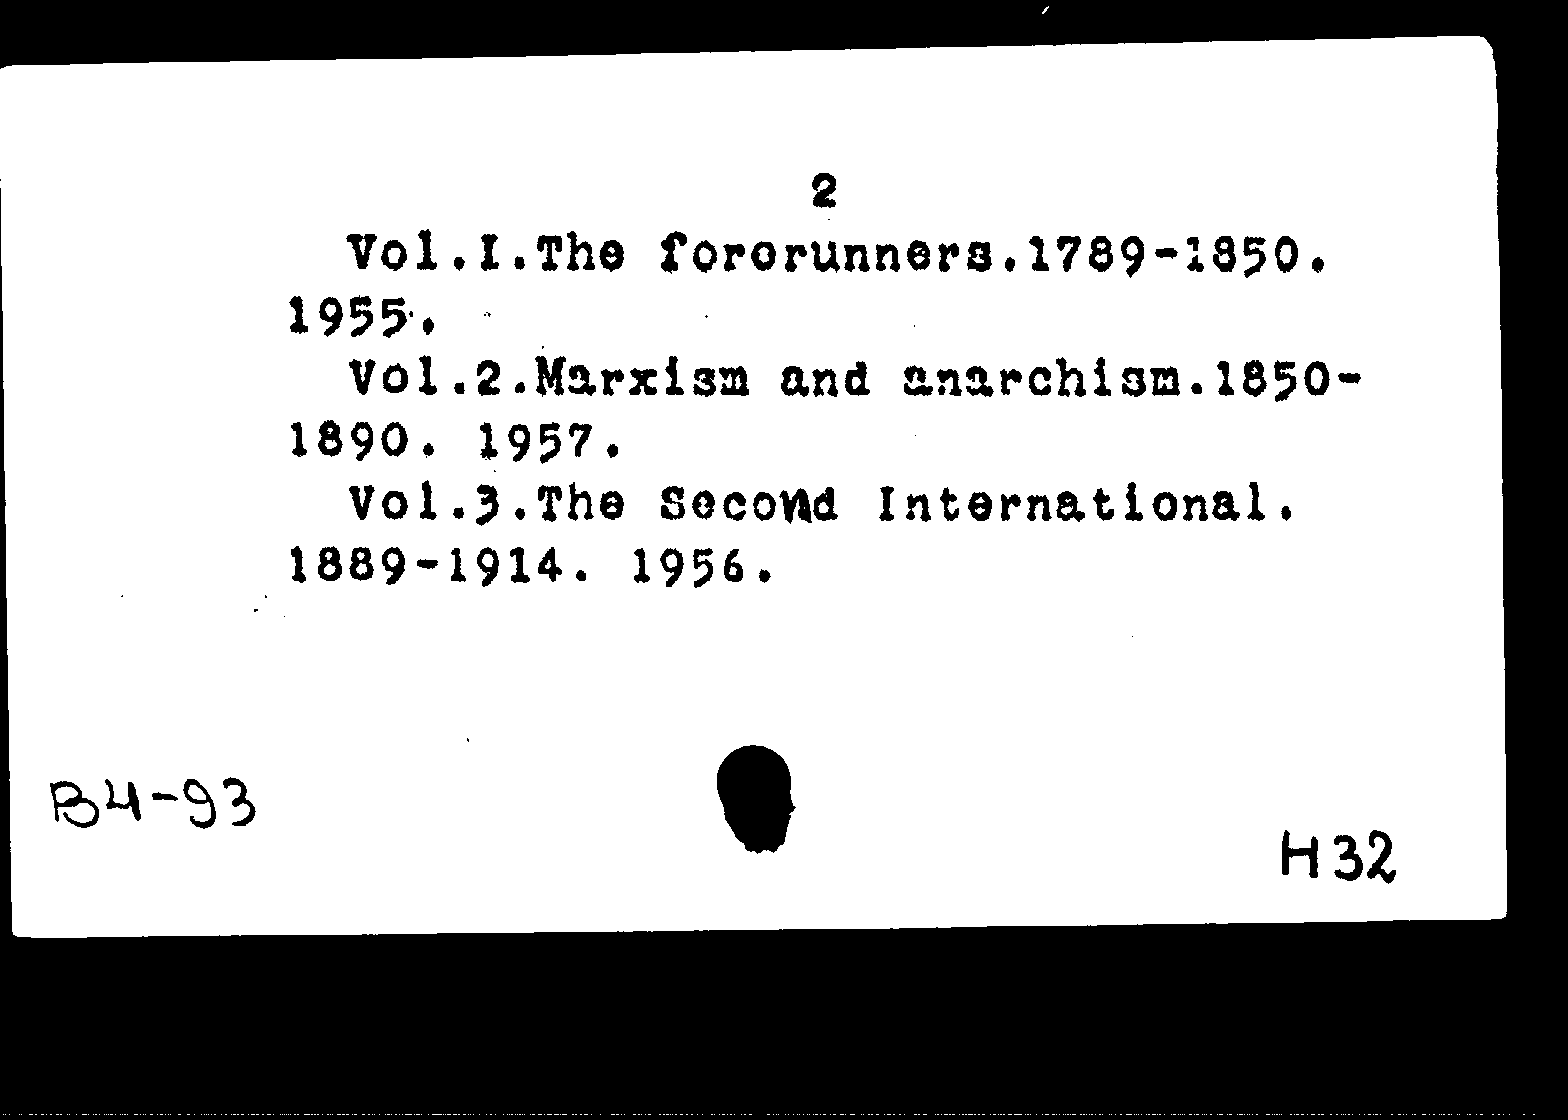 2
Vol.I.The forerunners.1789-1850.
1955.
Vol.2.Marxism and anarchism.1850-
1890. 1957.
Vol.3.The Second International.
1889-1914. 1956.
B4-93
H32